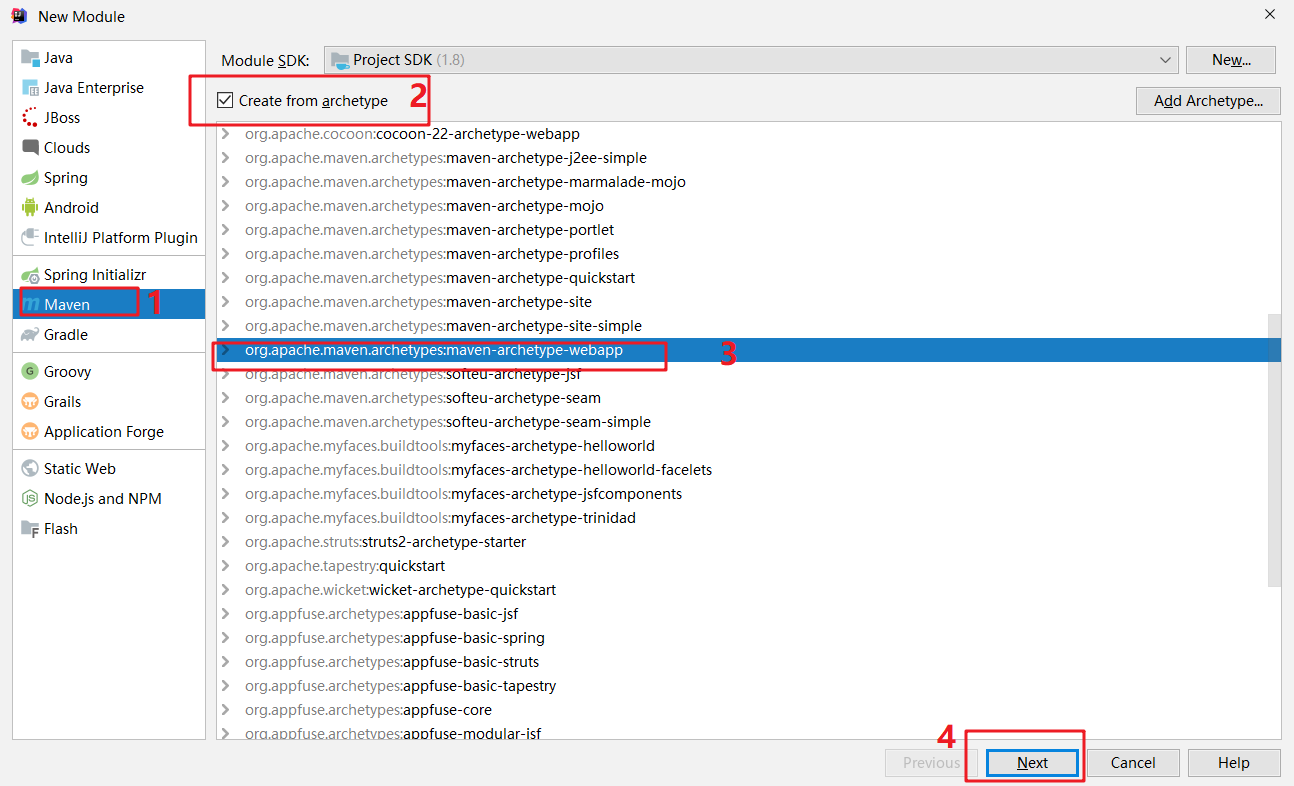 New Module
Java
Java Enterprise
JBoss
Clouds
Spring
Android
IntelliJ Platform Plugin
Spring Initializr
Maven 1
Gradle
Groovy
Grails
Application Forge
Static Web
Node.js and NPM
Flash
Module SDK: Project SDK (1.8) New...
Create from archetype 2 Add Archetype...
org.apache.cocoon:cocoon-22-archetype-webapp
org.apache.maven.archetypes:maven-archetype-j2ee-simple
org.apache.maven.archetypes:maven-archetype-marmalade-mojo
org.apache.maven.archetypes:maven-archetype-mojo
org.apache.maven.archetypes:maven-archetype-portlet
org.apache.maven.archetypes:maven-archetype-profiles
org.apache.maven.archetypes:maven-archetype-quickstart
org.apache.maven.archetypes:maven-archetype-site
org.apache.maven.archetypes:maven-archetype-site-simple
org.apache.maven.archetypes:maven-archetype-webapp 3
org.apache.maven.archetypes:softeu-archetype-jsf
org.apache.maven.archetypes:softeu-archetype-seam
org.apache.maven.archetypes:softeu-archetype-seam-simple
org.apache.myfaces.buildtools:myfaces-archetype-helloworld
org.apache.myfaces.buildtools:myfaces-archetype-helloworld-facelets
org.apache.myfaces.buildtools:myfaces-archetype-jsfcomponents
org.apache.myfaces.buildtools:myfaces-archetype-trinidad
org.apache.struts:struts2-archetype-starter
org.apache.tapestry:quickstart
org.apache.wicket:wicket-archetype-quickstart
org.appfuse.archetypes:appfuse-basic-jsf
org.appfuse.archetypes:appfuse-basic-spring
org.appfuse.archetypes:appfuse-basic-struts
org.appfuse.archetypes:appfuse-basic-tapestry
org.appfuse.archetypes:appfuse-core
org.appfuse.archetypes:appfuse-modular-jsf
4
Previous Next Cancel Help